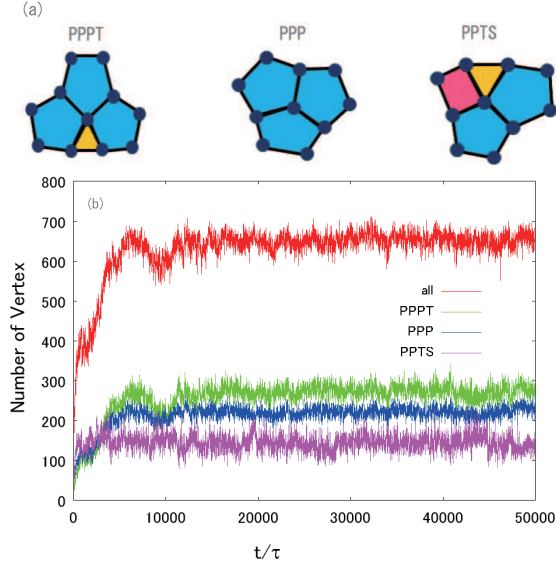 (a)
PPPT PPP PPTS
(b)
800
700
600
500
400
300
200
100
0
Number of Vertex
all
PPPT
PPP
PPTS
0 10000 20000 30000 40000 50000
t/τ